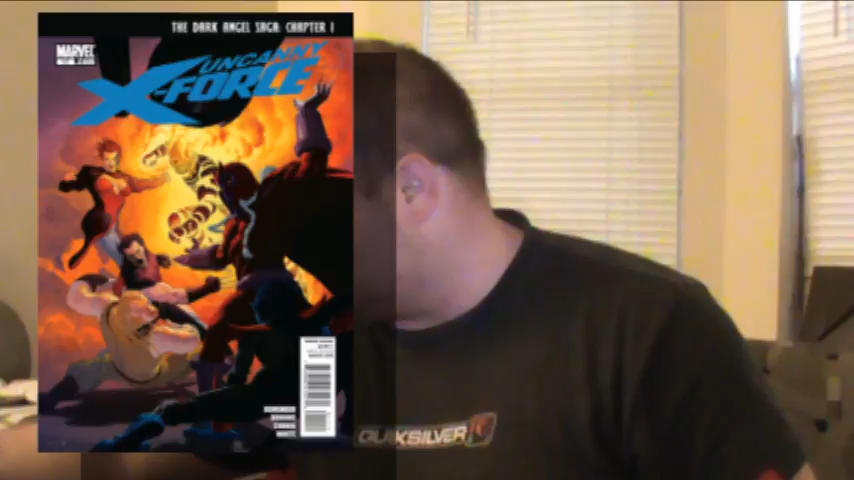 THE DARK ANGEL SAGA: CHAPTER 1
MARVEL
UNCANNY
X-FORCE
QUIKSILVER